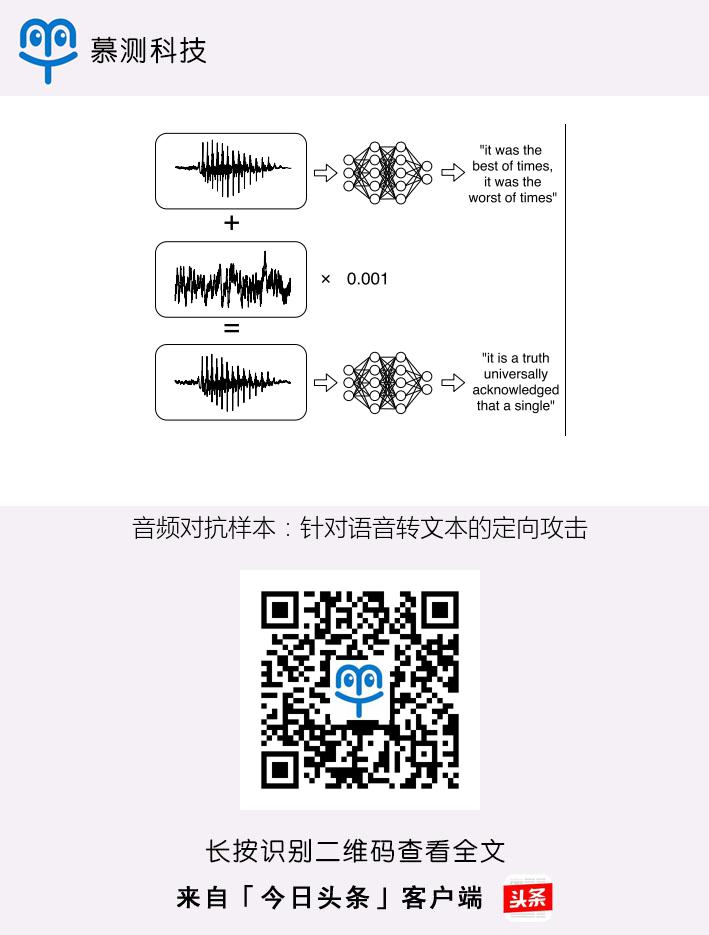 慕测科技
"it was the
best of times,
it was the
worst of times"
+
× 0.001
=
"it is a truth
universally
acknowledged
that a single"
音频对抗样本：针对语音转文本的定向攻击
长按识别二维码查看全文
来自「今日头条」客户端
头条